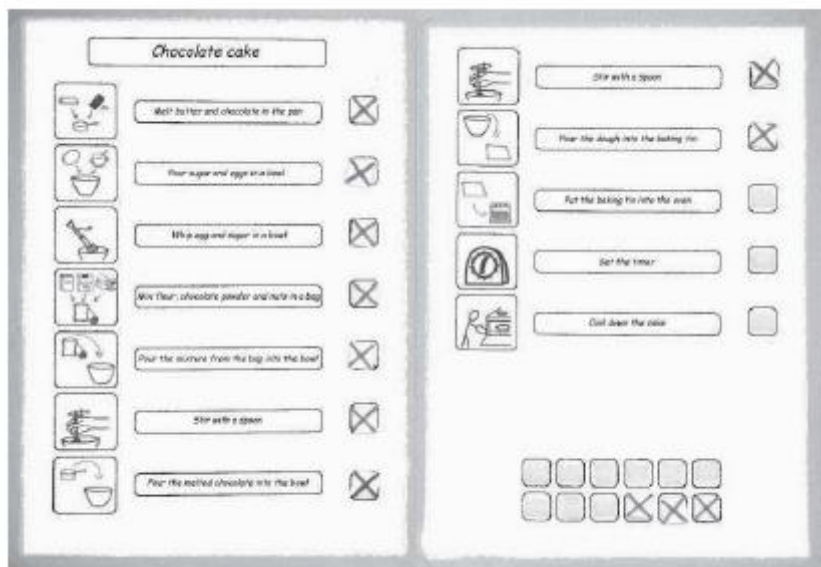 Chocolate cake
Melt butter and chocolate in the pan
Pour sugar and eggs in a bowl
Whip egg and sugar in a bowl
Mix flour, chocolate powder and nuts in a bag
Pour the mixture from the bag into the bowl
Stir with a spoon
Pour the melted chocolate into the bowl
Stir with a spoon
Pour the dough into the baking tin
Put the baking tin into the oven
Set the timer
Cool down the cake